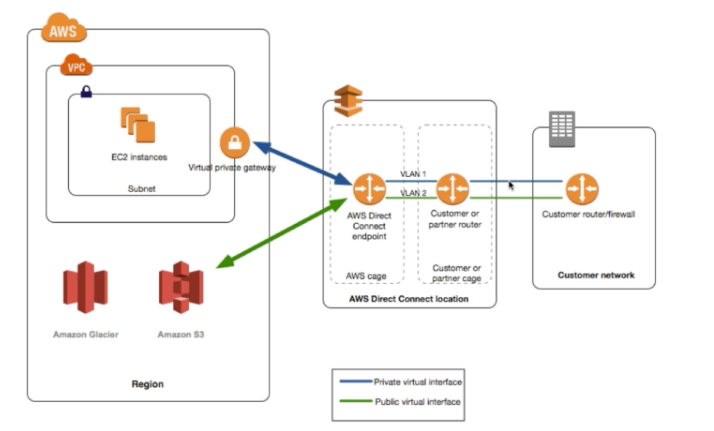 AWS
VPC
EC2 instances
Subnet
Virtual private gateway
Amazon Glacier
Amazon S3
Region
VLAN 1
VLAN 2
AWS Direct
Connect
endpoint
Customer or
partner router
AWS cage
Customer or
partner cage
AWS Direct Connect location
Customer router/firewall
Customer network
Private virtual interface
Public virtual interface